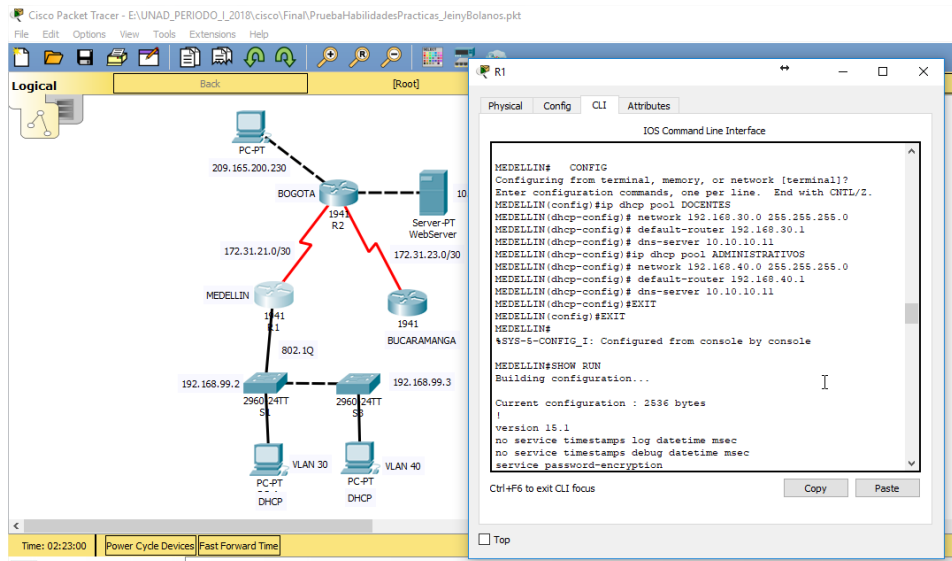 Cisco Packet Tracer - E:\UNAD_PERIODO_I_2018\cisco\Final\PruebaHabilidadesPracticas_JeinyBolanos.pkt
File Edit Options View Tools Extensions Help
Logical
Back
[Root]
PC-PT
209.165.200.230
BOGOTA
1941
R2
10
Server-PT
WebServer
172.31.21.0/30
172.31.23.0/30
MEDELLIN
1941
R1
1941
BUCARAMANGA
802.1Q
192.168.99.2
192.168.99.3
2960-24TT
S1
2960-24TT
S3
VLAN 30
VLAN 40
PC-PT
PC-PT
DHCP
DHCP
Time: 02:23:00
Power Cycle Devices
Fast Forward Time
R1
Physical Config CLI Attributes
IOS Command Line Interface
MEDELLIN# CONFIG
Configuring from terminal, memory, or network [terminal]?
Enter configuration commands, one per line. End with CNTL/Z.
MEDELLIN(config)#ip dhcp pool DOCENTES
MEDELLIN(dhcp-config)# network 192.168.30.0 255.255.255.0
MEDELLIN(dhcp-config)# default-router 192.168.30.1
MEDELLIN(dhcp-config)# dns-server 10.10.10.11
MEDELLIN(dhcp-config)#ip dhcp pool ADMINISTRATIVOS
MEDELLIN(dhcp-config)# network 192.168.40.0 255.255.255.0
MEDELLIN(dhcp-config)# default-router 192.168.40.1
MEDELLIN(dhcp-config)# dns-server 10.10.10.11
MEDELLIN(dhcp-config)#EXIT
MEDELLIN(config)#EXIT
MEDELLIN#
%SYS-5-CONFIG_I: Configured from console by console
MEDELLIN#SHOW RUN
Building configuration...
Current configuration : 2536 bytes
!
version 15.1
no service timestamps log datetime msec
no service timestamps debug datetime msec
service password-encryption
Ctrl+F6 to exit CLI focus
Copy
Paste
Top